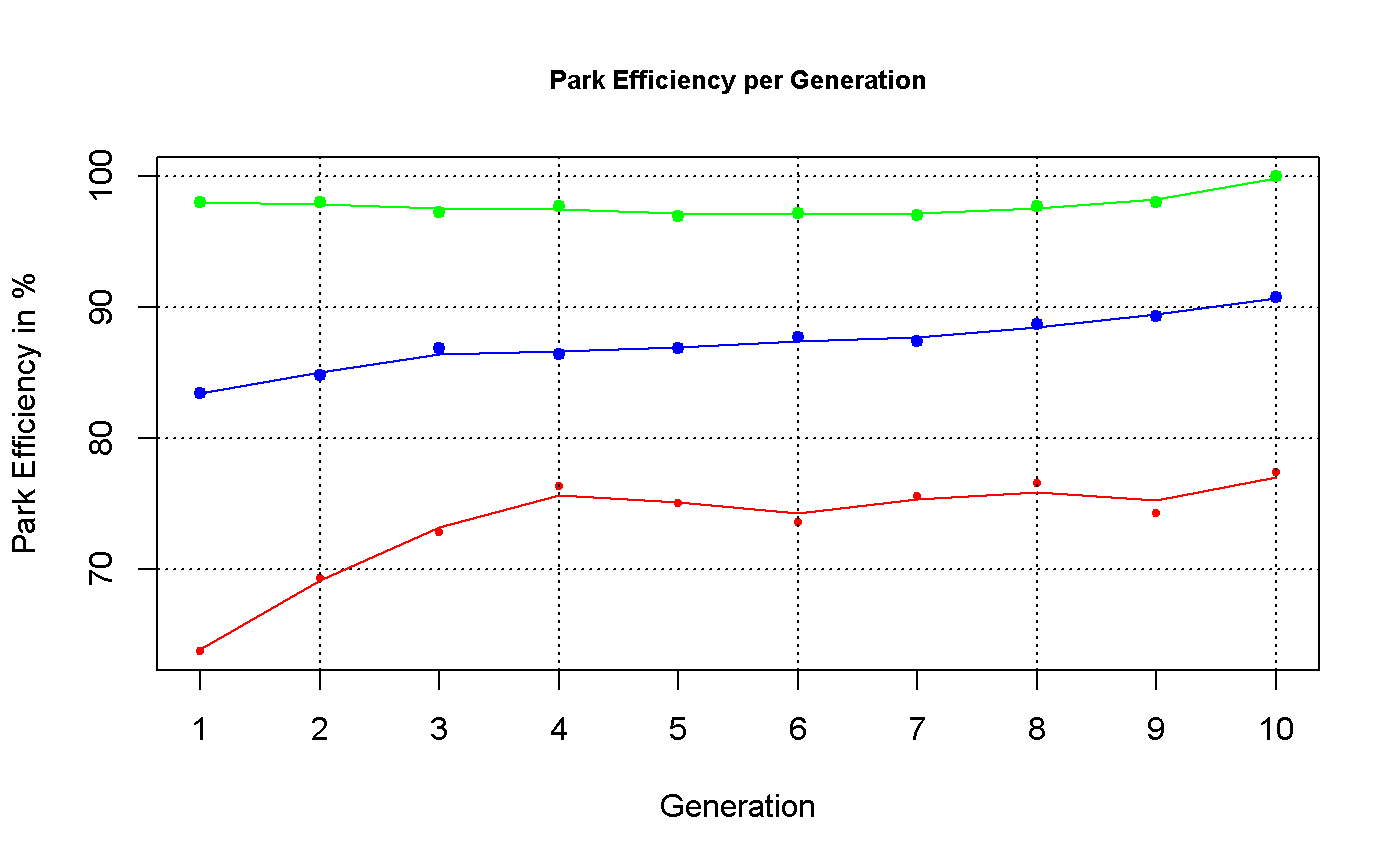 Park Efficiency per Generation
100
90
80
70
Park Efficiency in %
1 2 3 4 5 6 7 8 9 10
Generation